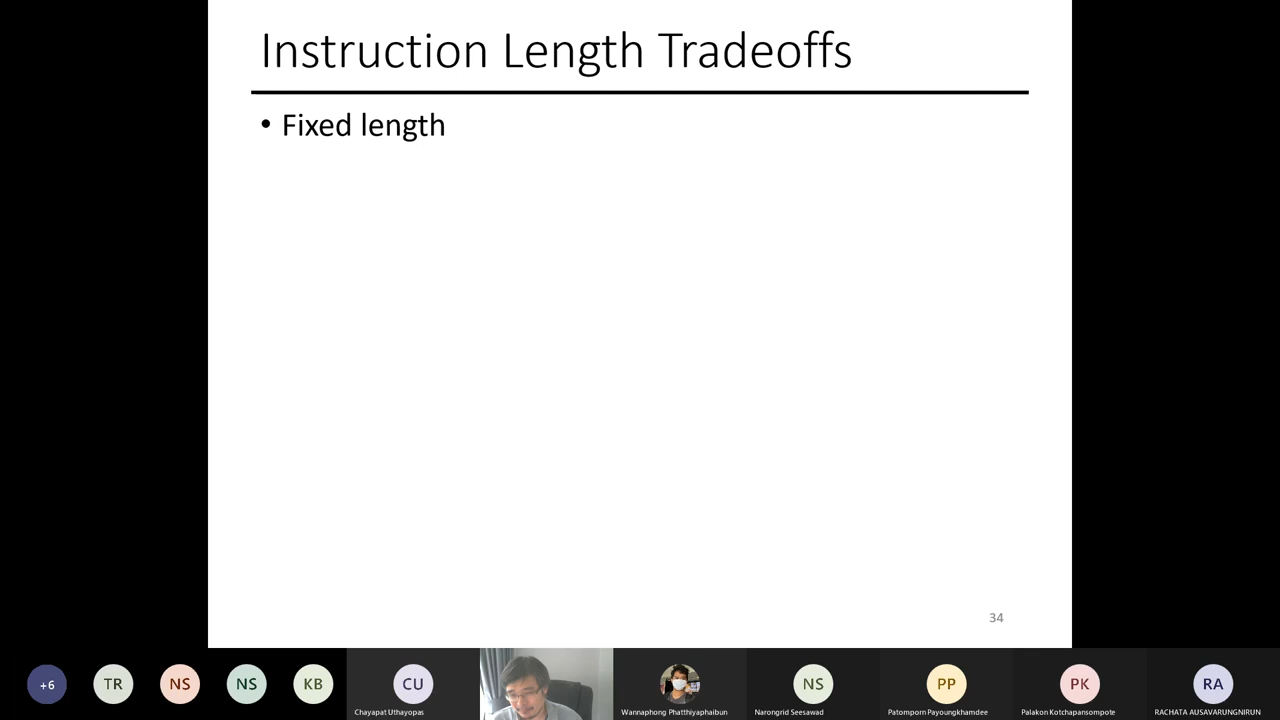 Instruction Length Tradeoffs
• Fixed length
34
+6
TR
NS
NS
KB
CU
NS
PP
PK
RA
Chayapat Uthayopas
Wannaphong Phatthiyaphaibun
Narongrid Seesawad
Patomporn Payoungkhamdee
Palakon Kotchapansompote
RACHATA AUSAVARUNGNIRUN